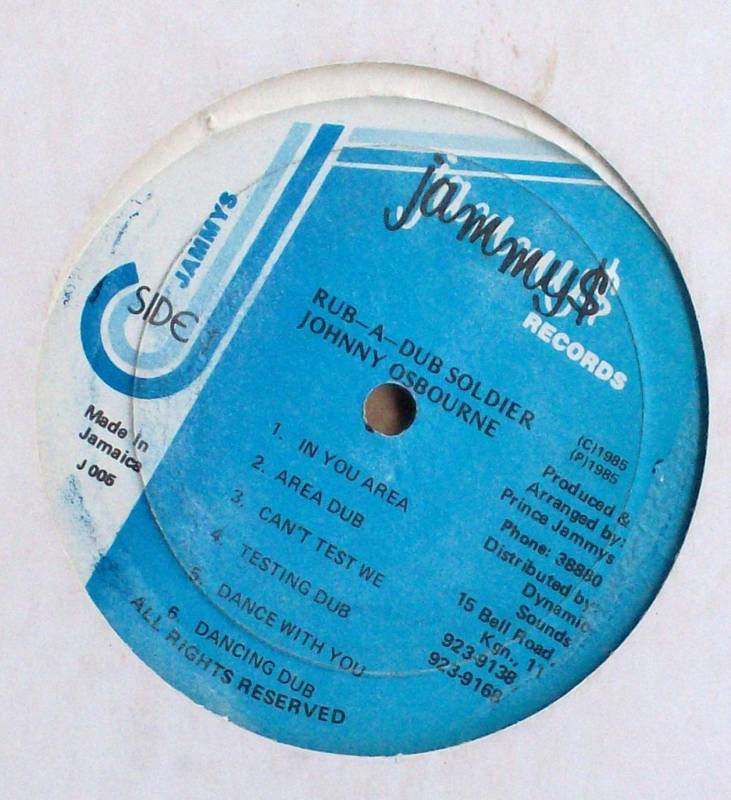 jammy$
RECORDS
JAMMY$
SIDE
RUB–A–DUB SOLDIER
JOHNNY OSBOURNE
1. IN YOU AREA
2. AREA DUB
3. CAN'T TEST WE
4. TESTING DUB
5. DANCE WITH YOU
6. DANCING DUB
ALL RIGHTS RESERVED
Made In
Jamaica
J 005
(C)1985
(P)1985
Produced &
Arranged by:
Prince Jammys
Phone: 38880
Distributed by:
Dynamic
Sounds
15 Bell Road
Kgn., 11
923-9138
923-9168